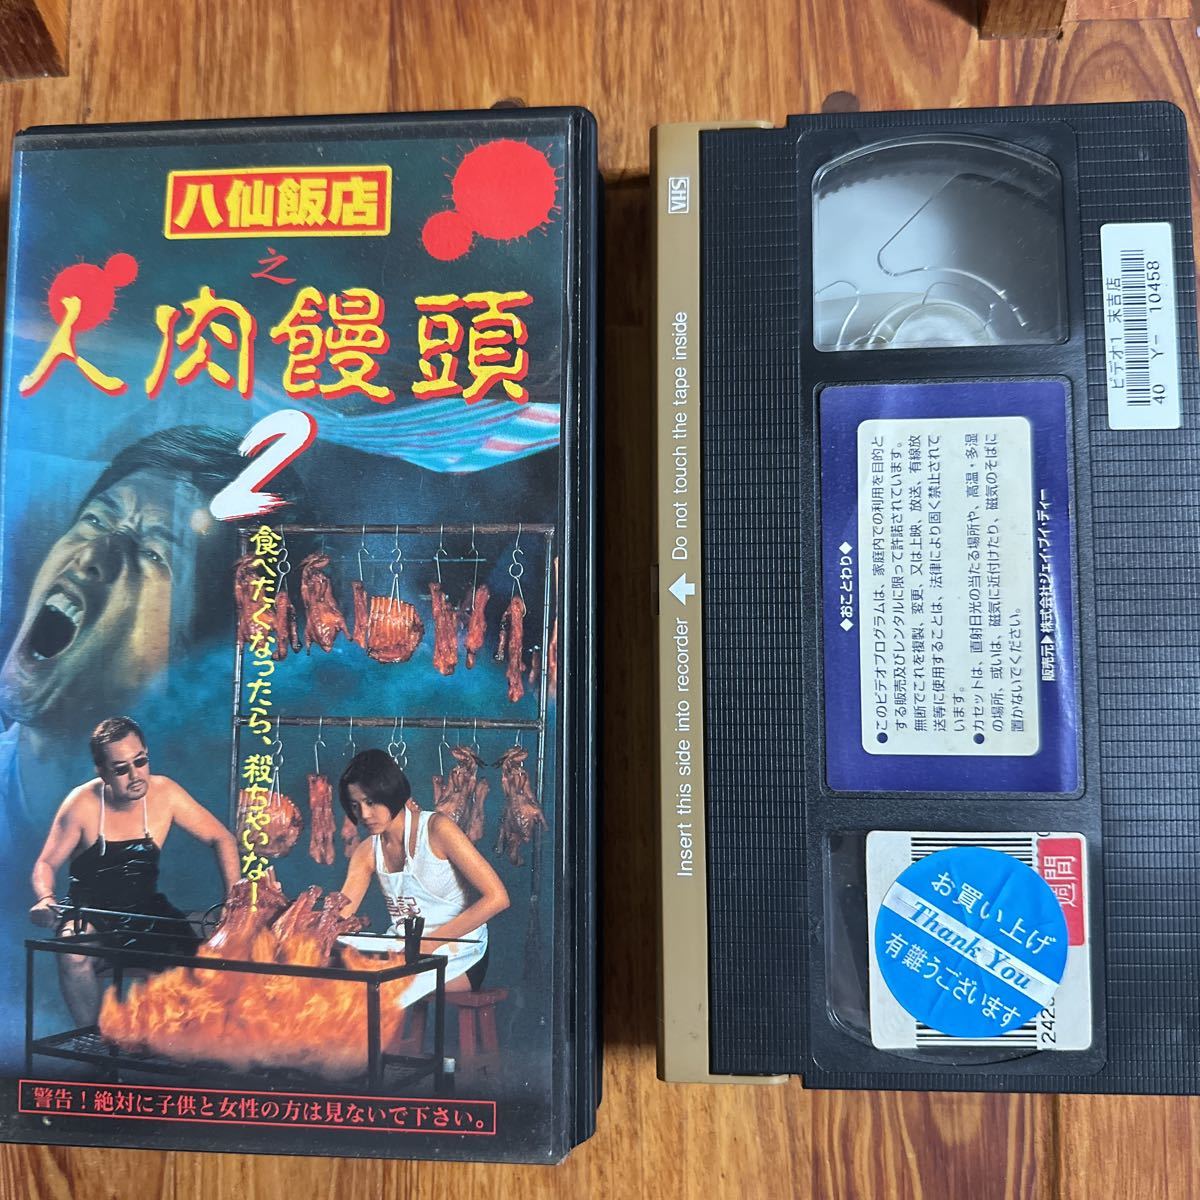 八仙飯店
之
人肉饅頭
2
食べたくなったら、殺ちゃいな!
警告!絶対に子供と女性の方は見ないで下さい。
VHS
Insert this side into recorder Do not touch the tape inside
◆おことわり◆
●このビデオプログラムは、家庭内での利用を目的と
する販売及びレンタルに限って許諾されています。
無断でこれを複製、変更、又は上映、放送、有線放
送等に使用することは、法律により固く禁止されて
います。
●カセットは、直射日光の当たる場所や、高温・多湿
の場所、或いは、磁気に近付けたり、磁気のそばに
置かないでください。
販売元▶株式会社ジェイ・ブイ・ディー
ビデオ1 末吉店
40 Y- 10458
週間
お買い上げ
Thank You
有難うございます